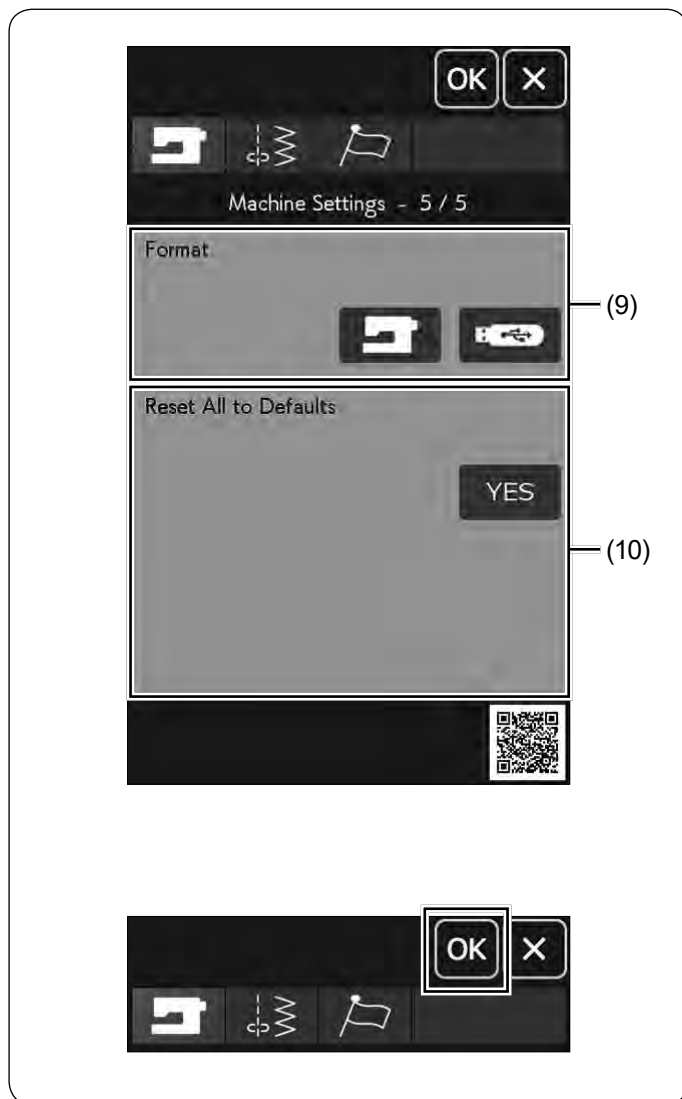 OK X
Machine Settings - 5 / 5
Format
(9)
Reset All to Defaults
YES
(10)
OK X